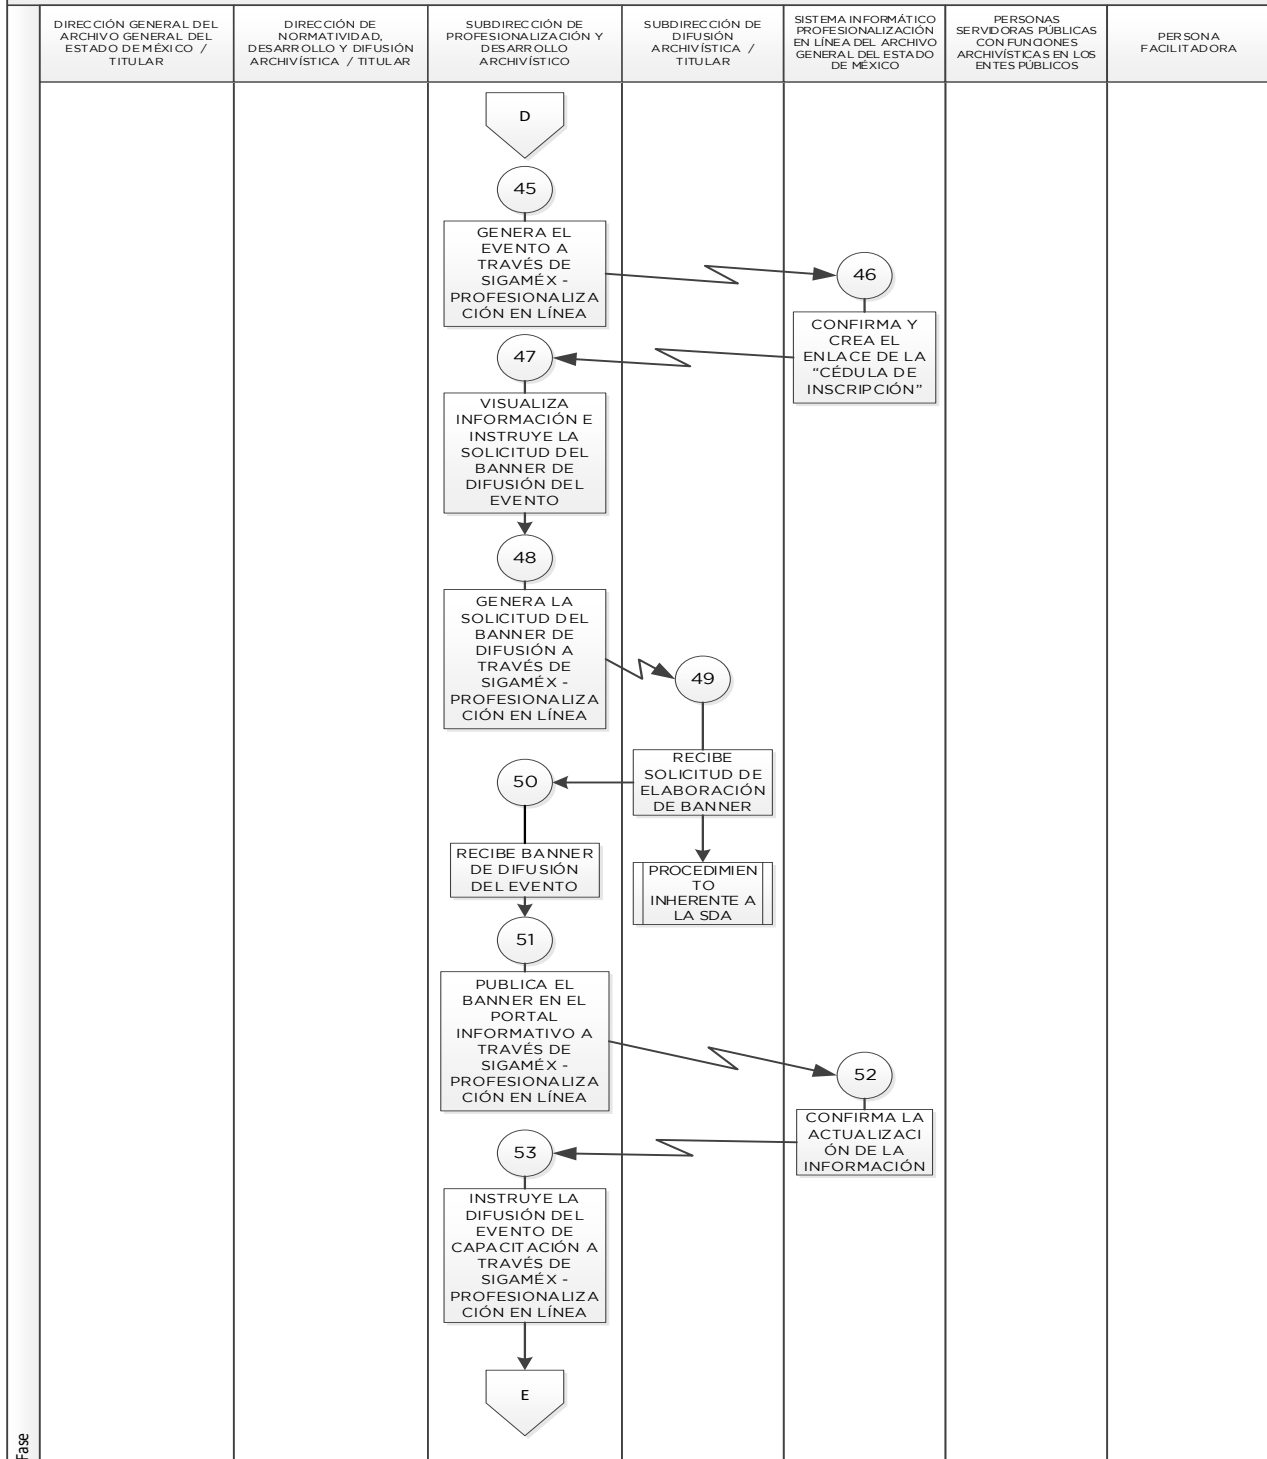 DIRECCIÓN GENERAL DEL
ARCHIVO GENERAL DEL
ESTADO DE MÉXICO /
TITULAR
DIRECCIÓN DE
NORMATIVIDAD,
DESARROLLO Y DIFUSIÓN
ARCHIVÍSTICA / TITULAR
SUBDIRECCIÓN DE
PROFESIONALIZACIÓN Y
DESARROLLO
ARCHIVÍSTICO
SUBDIRECCIÓN DE
DIFUSIÓN
ARCHIVÍSTICA /
TITULAR
SISTEMA INFORMÁTICO
PROFESIONALIZACIÓN
EN LÍNEA DEL ARCHIVO
GENERAL DEL ESTADO
DE MÉXICO
PERSONAS
SERVIDORAS PÚBLICAS
CON FUNCIONES
ARCHIVÍSTICAS EN LOS
ENTES PÚBLICOS
PERSONA
FACILITADORA
D
45
GENERA EL
EVENTO A
TRAVÉS DE
SIGAMÉX -
PROFESIONALIZA
CIÓN EN LÍNEA
46
CONFIRMA Y
CREA EL
ENLACE DE LA
“CÉDULA DE
INSCRIPCIÓN”
47
VISUALIZA
INFORMACIÓN E
INSTRUYE LA
SOLICITUD DEL
BANNER DE
DIFUSIÓN DEL
EVENTO
48
GENERA LA
SOLICITUD DEL
BANNER DE
DIFUSIÓN A
TRAVÉS DE
SIGAMÉX -
PROFESIONALIZA
CIÓN EN LÍNEA
49
RECIBE
SOLICITUD DE
ELABORACIÓN
DE BANNER
PROCEDIMIEN
TO
INHERENTE A
LA SDA
50
RECIBE BANNER
DE DIFUSIÓN
DEL EVENTO
51
PUBLICA EL
BANNER EN EL
PORTAL
INFORMATIVO A
TRAVÉS DE
SIGAMÉX -
PROFESIONALIZA
CIÓN EN LÍNEA
52
CONFIRMA LA
ACTUALIZACI
ÓN DE LA
INFORMACIÓN
53
INSTRUYE LA
DIFUSIÓN DEL
EVENTO DE
CAPACITACIÓN A
TRAVÉS DE
SIGAMÉX -
PROFESIONALIZA
CIÓN EN LÍNEA
E
Fase